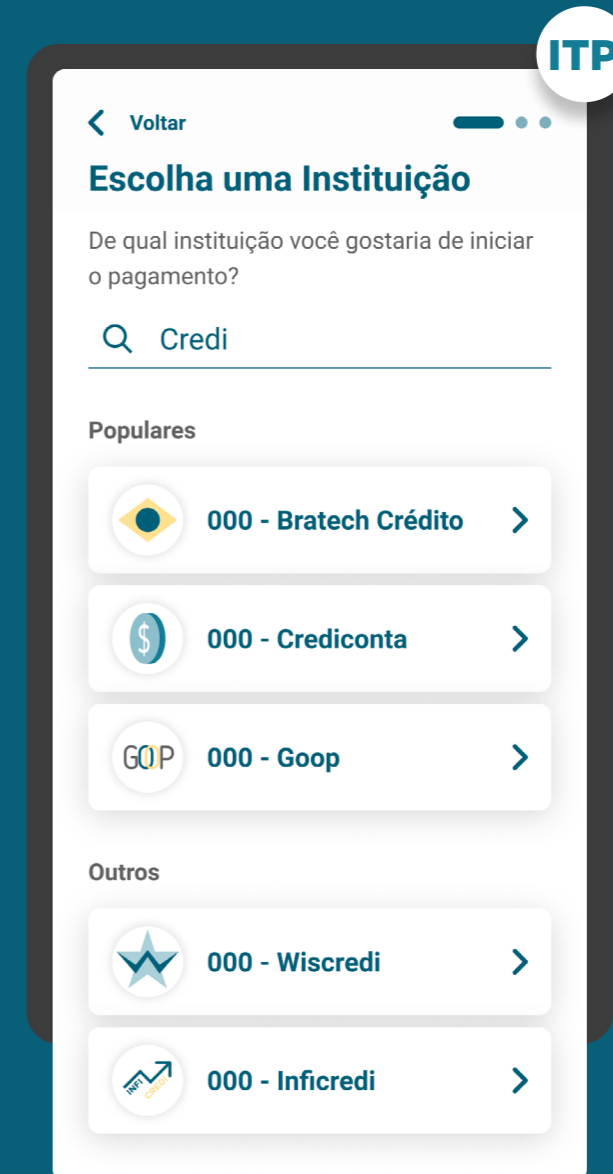 ITP
Voltar
Escolha uma Instituição
De qual instituição você gostaria de iniciar
o pagamento?
Credi
Populares
000 - Bratech Crédito
$
000 - Crediconta
GOOP
000 - Goop
Outros
000 - Wiscredi
INFI
CREDI
000 - Inficredi